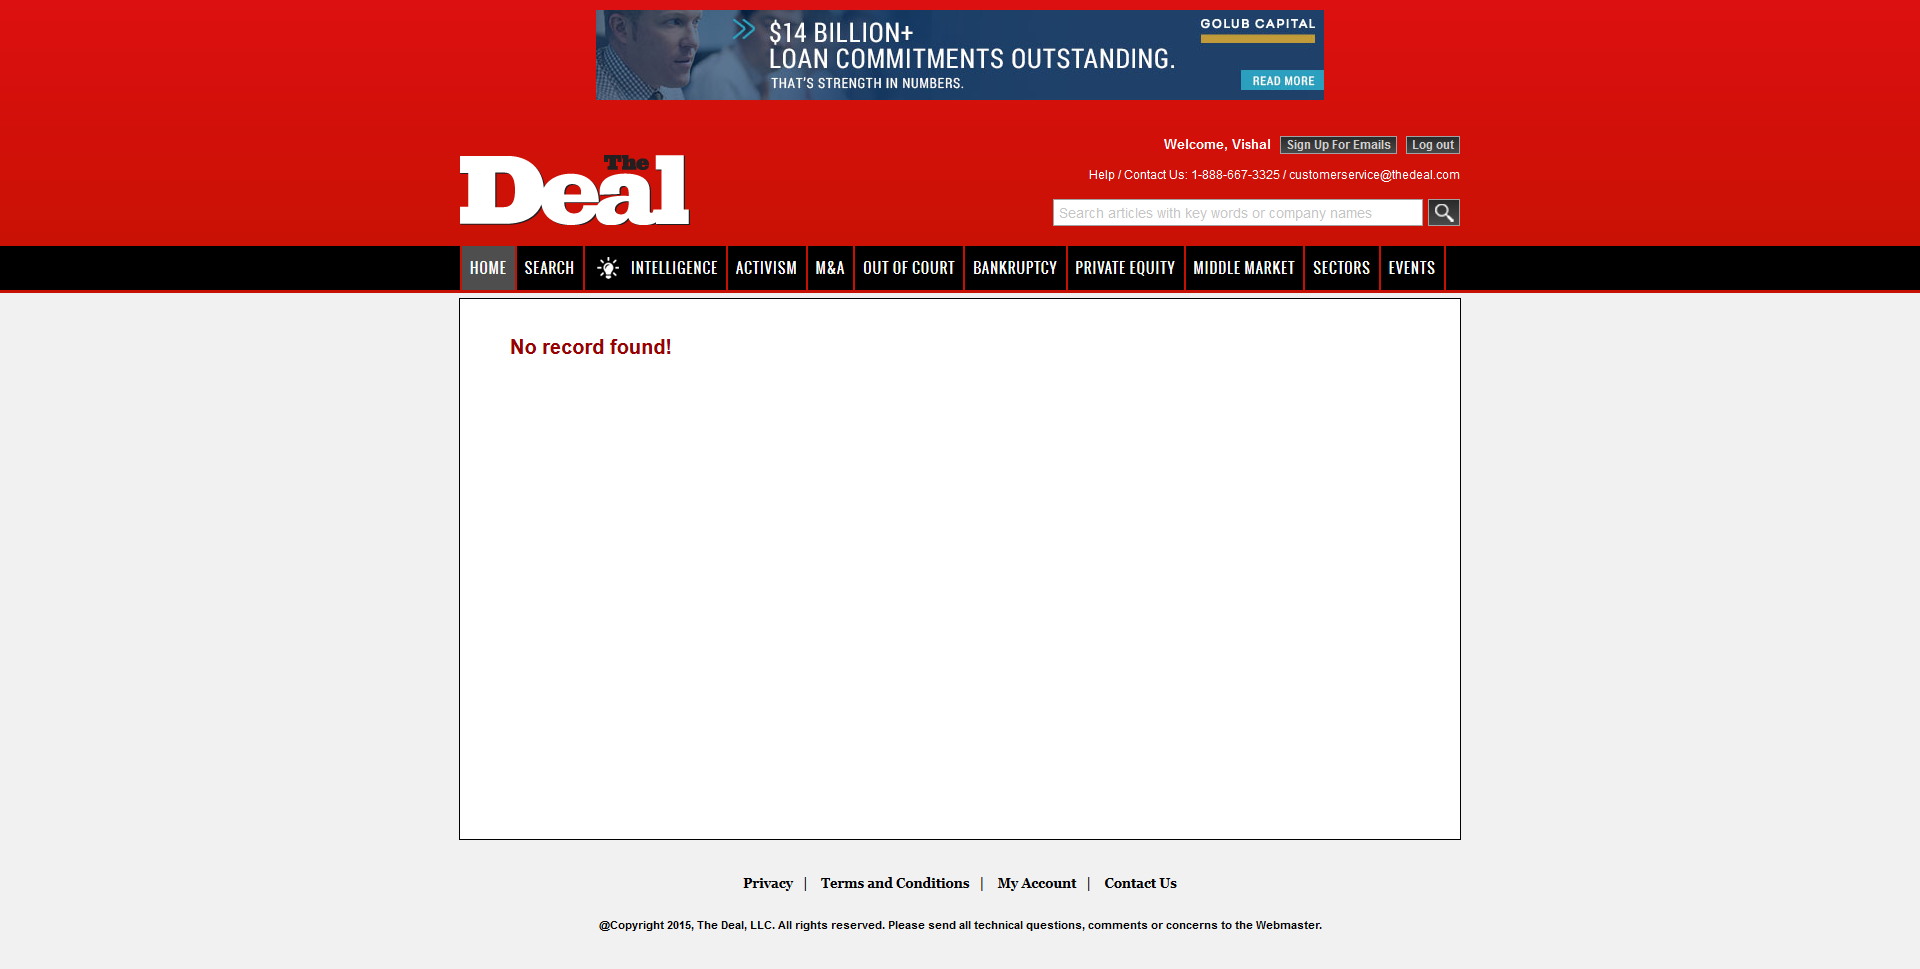 $14 BILLION+
LOAN COMMITMENTS OUTSTANDING.
THAT'S STRENGTH IN NUMBERS.
GOLUB CAPITAL
READ MORE
The Deal
Welcome, Vishal Sign Up For Emails Log out
Help / Contact Us: 1-888-667-3325 / customerservice@thedeal.com
Search articles with key words or company names
HOME SEARCH INTELLIGENCE ACTIVISM M&A OUT OF COURT BANKRUPTCY PRIVATE EQUITY MIDDLE MARKET SECTORS EVENTS
No record found!
Privacy | Terms and Conditions | My Account | Contact Us
@Copyright 2015, The Deal, LLC. All rights reserved. Please send all technical questions, comments or concerns to the Webmaster.